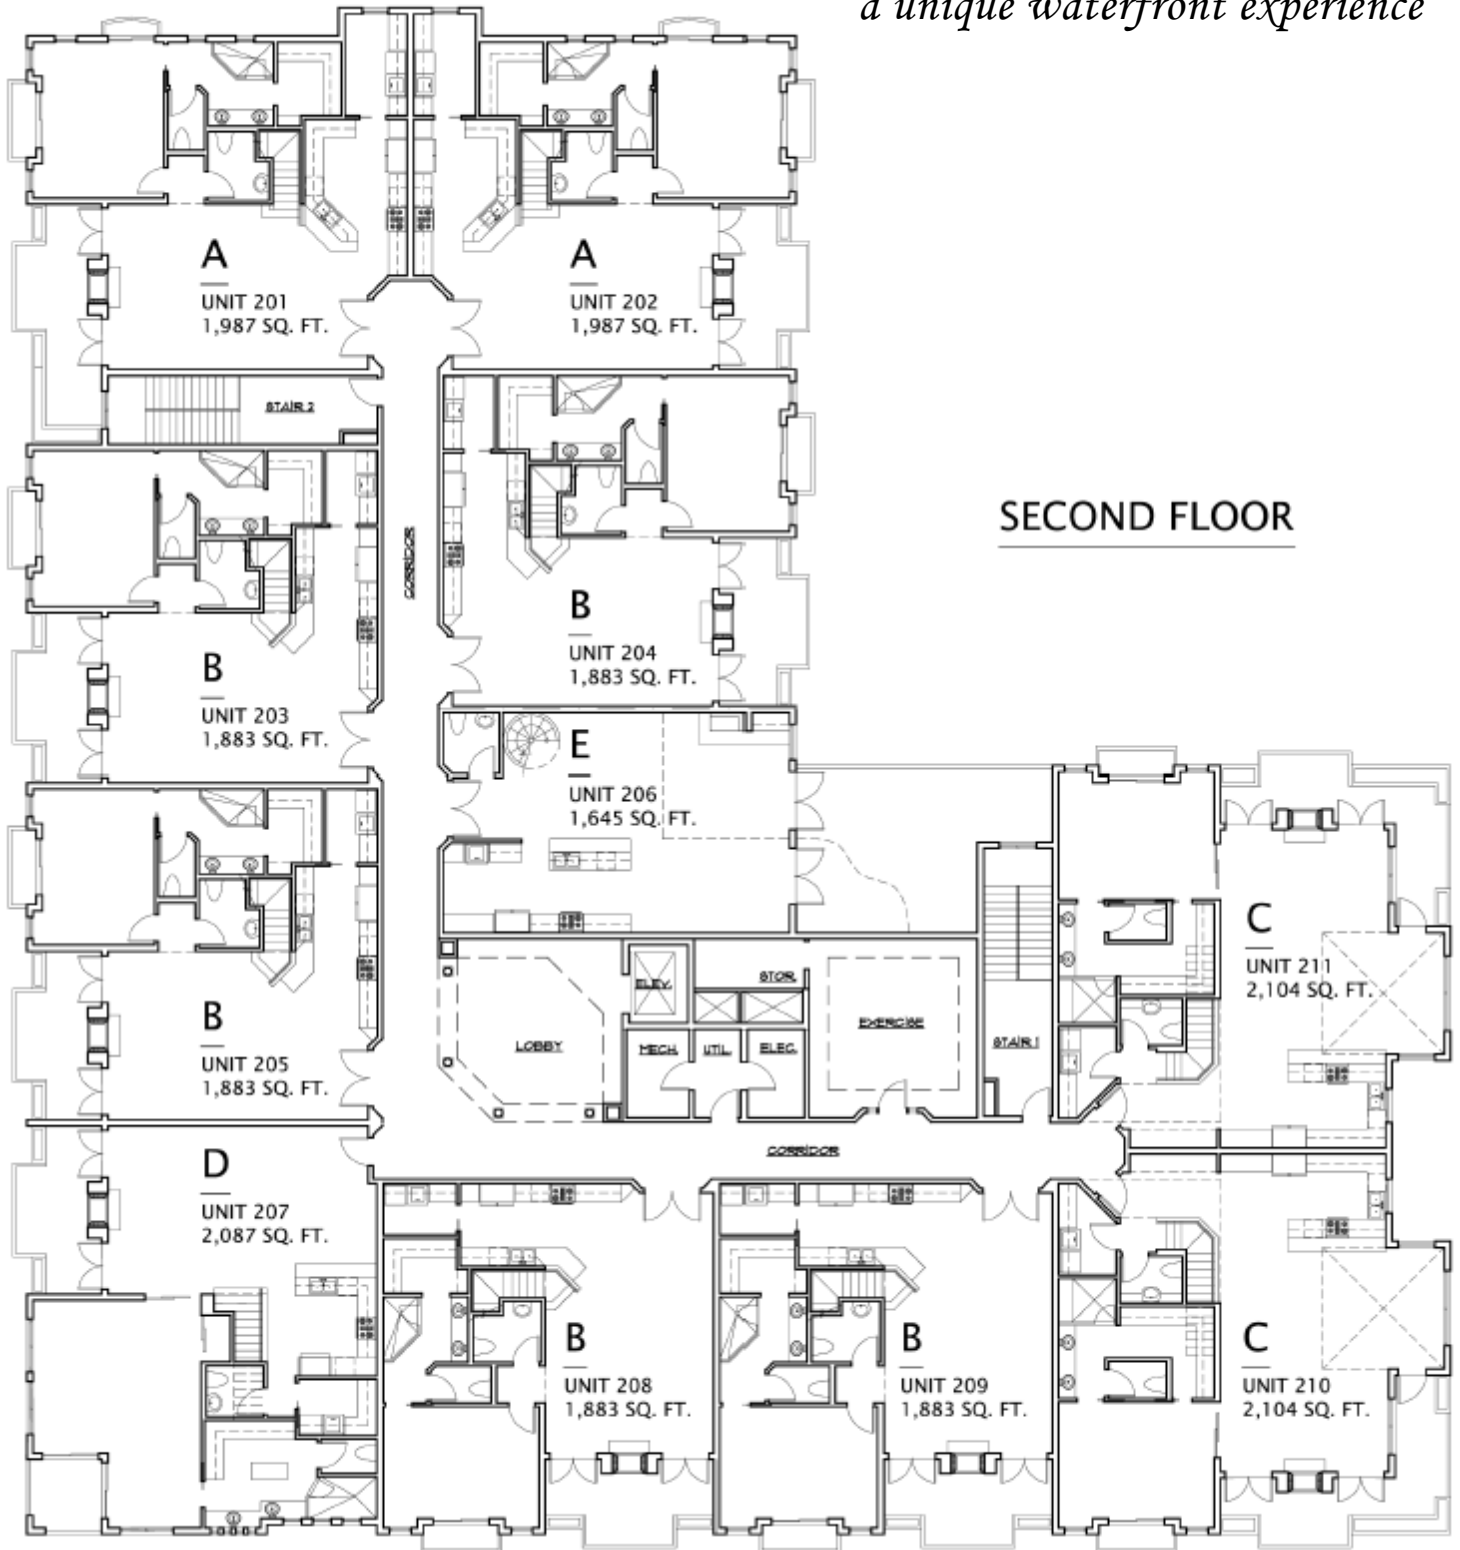 a unique waterfront experience
A
UNIT 201
1,987 SQ. FT.
A
UNIT 202
1,987 SQ. FT.
STAIR 2
CORRIDOR
SECOND FLOOR
B
UNIT 204
1,883 SQ. FT.
B
UNIT 203
1,883 SQ. FT.
E
UNIT 206
1,645 SQ. FT.
C
UNIT 211
2,104 SQ. FT.
B
UNIT 205
1,883 SQ. FT.
LOBBY
ELEV.
STOR.
MECH.
UTIL.
ELEC.
EXERCISE
STAIR 1
CORRIDOR
D
UNIT 207
2,087 SQ. FT.
B
UNIT 208
1,883 SQ. FT.
B
UNIT 209
1,883 SQ. FT.
C
UNIT 210
2,104 SQ. FT.